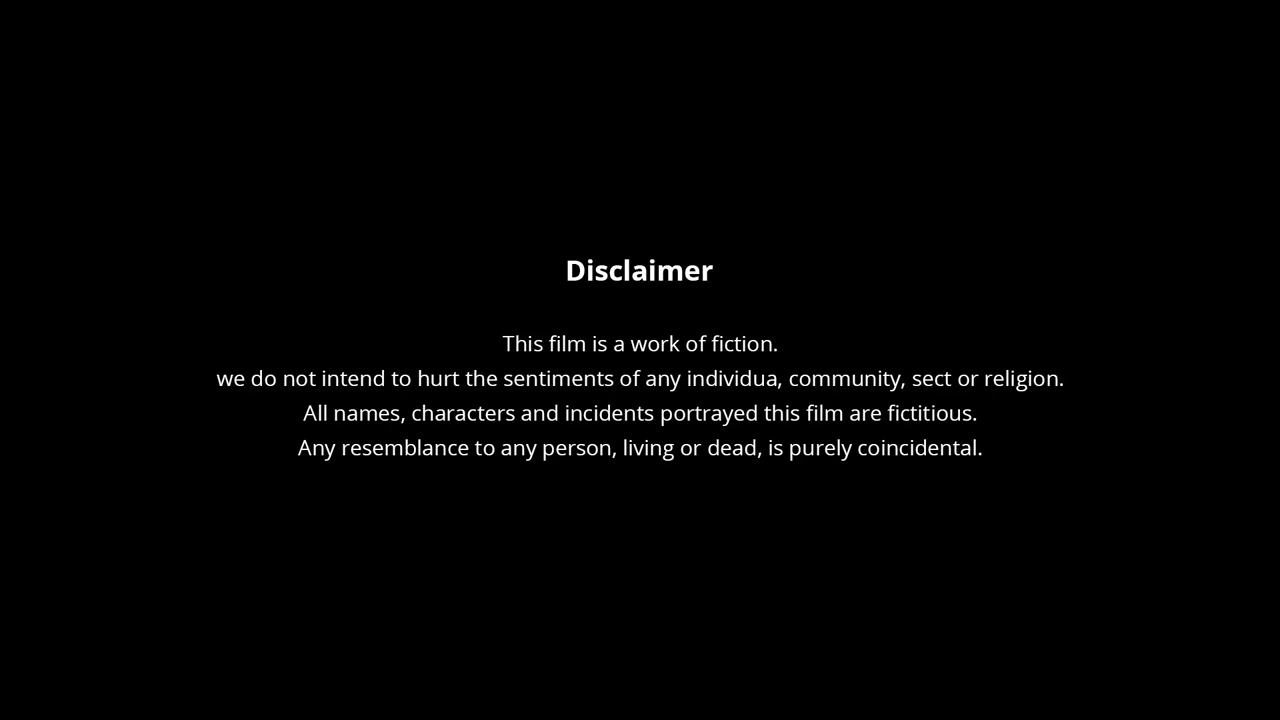 Disclaimer
This film is a work of fiction.
we do not intend to hurt the sentiments of any individua, community, sect or religion.
All names, characters and incidents portrayed this film are fictitious.
Any resemblance to any person, living or dead, is purely coincidental.